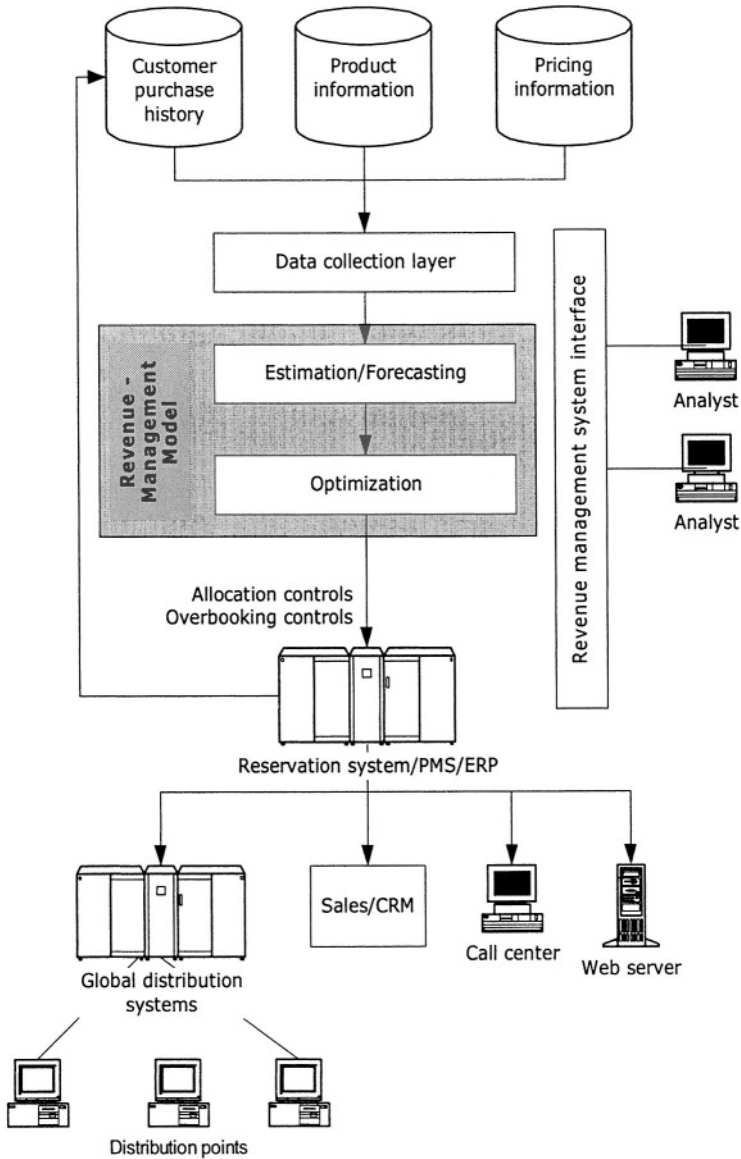 Customer
purchase
history
Product
information
Pricing
information
Data collection layer
Revenue -
Management
Model
Estimation/Forecasting
Optimization
Revenue management system interface
Analyst
Analyst
Allocation controls
Overbooking controls
Reservation system/PMS/ERP
Global distribution
systems
Sales/CRM
Call center
Web server
Distribution points